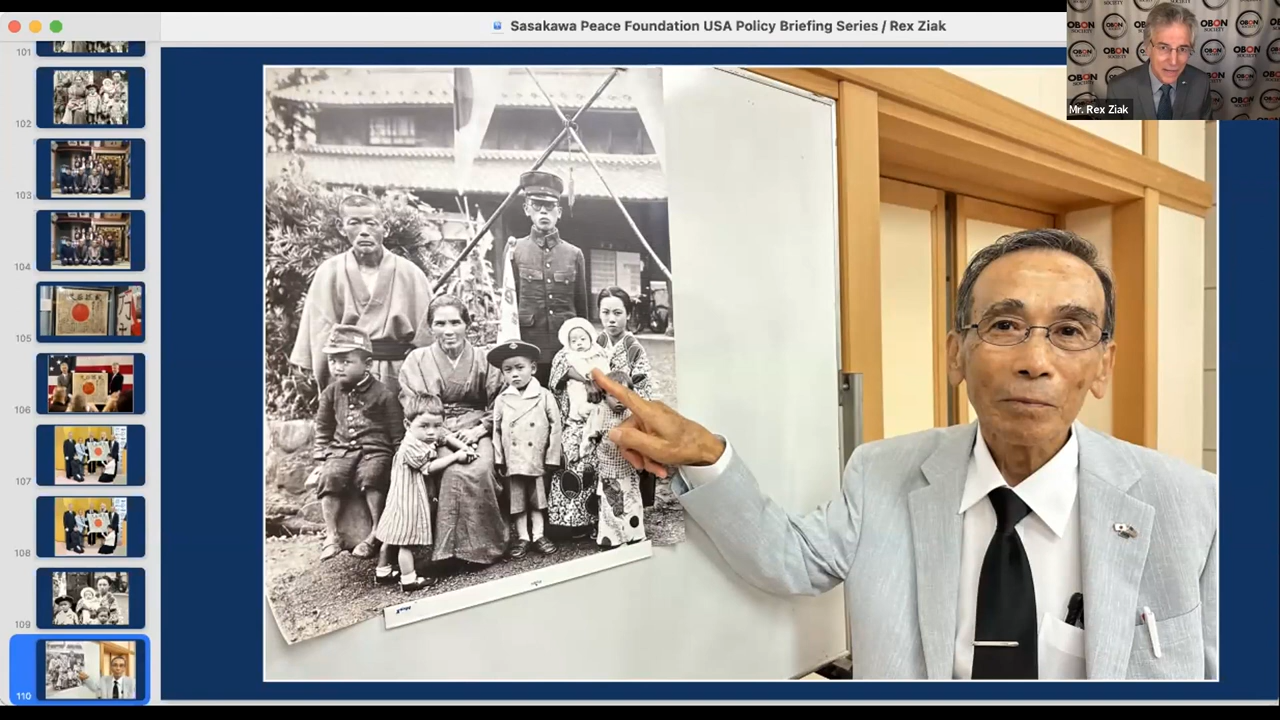 Sasakawa Peace Foundation USA Policy Briefing Series / Rex Ziak
OBON
SOCIETY
Mr. Rex Ziak
101
102
103
104
105
106
107
108
109
110